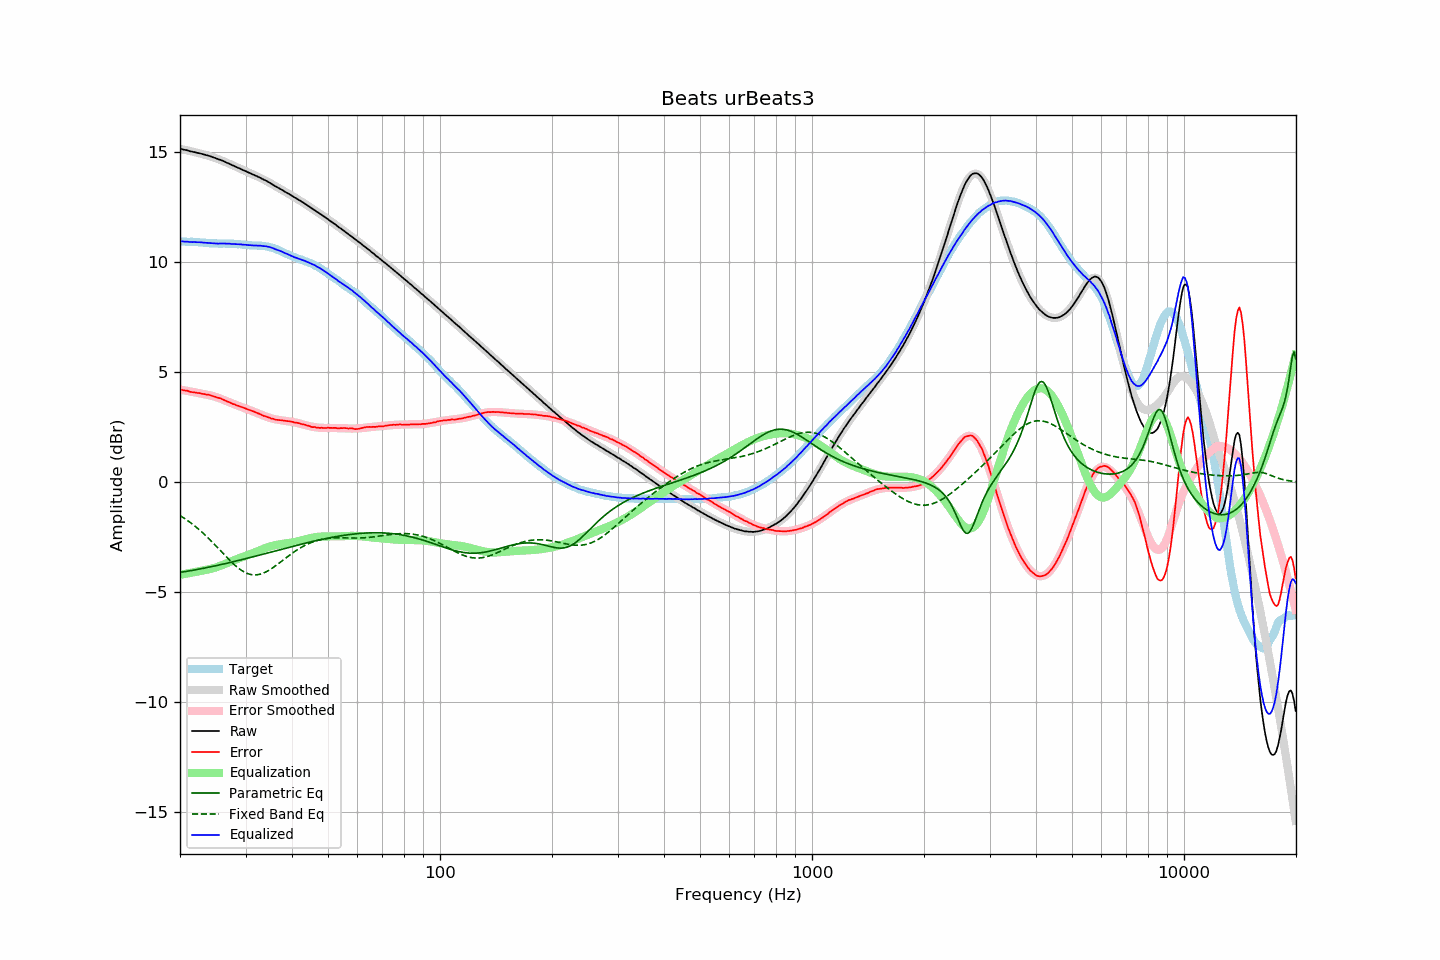 Beats urBeats3
Amplitude (dBr)
15
10
5
0
−5
−10
−15
Target
Raw Smoothed
Error Smoothed
Raw
Error
Equalization
Parametric Eq
Fixed Band Eq
Equalized
100
1000
10000
Frequency (Hz)